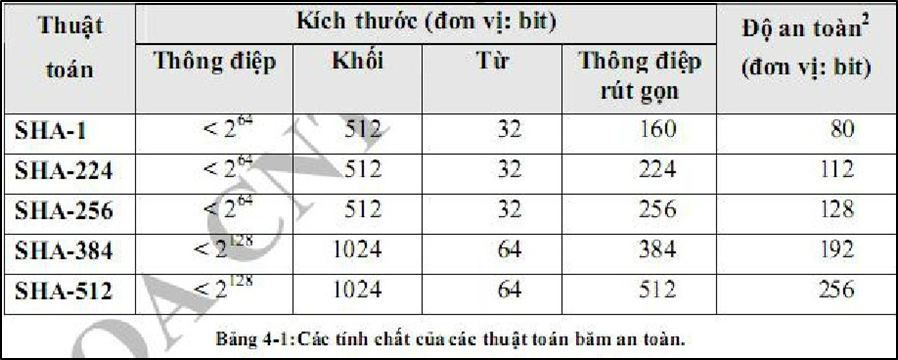 Thuật toán | Kích thước (đơn vị: bit) | Độ an toàn² (đơn vị: bit)
Thông điệp | Khối | Từ | Thông điệp rút gọn
SHA-1 | < 2^64 | 512 | 32 | 160 | 80
SHA-224 | < 2^64 | 512 | 32 | 224 | 112
SHA-256 | < 2^64 | 512 | 32 | 256 | 128
SHA-384 | < 2^128 | 1024 | 64 | 384 | 192
SHA-512 | < 2^128 | 1024 | 64 | 512 | 256
Bảng 4-1: Các tính chất của các thuật toán băm an toàn.